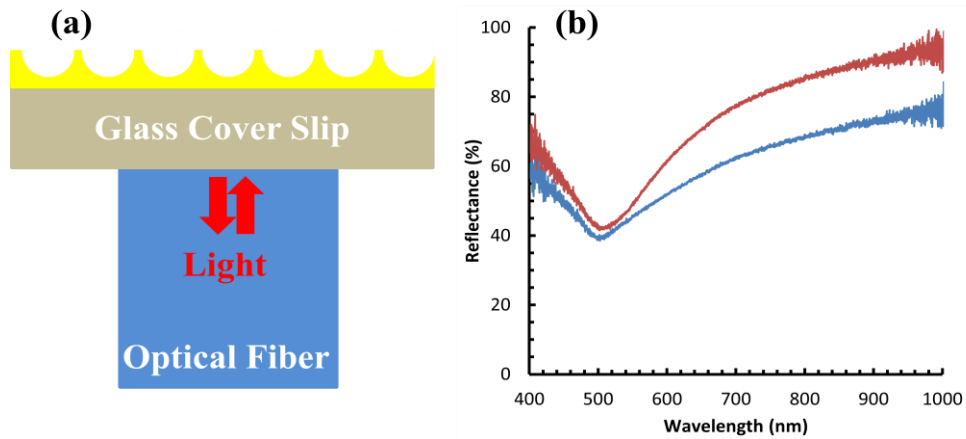 (a)
Glass Cover Slip
Light
Optical Fiber
(b)
100
80
60
40
20
0
Reflectance (%)
400 500 600 700 800 900 1000
Wavelength (nm)